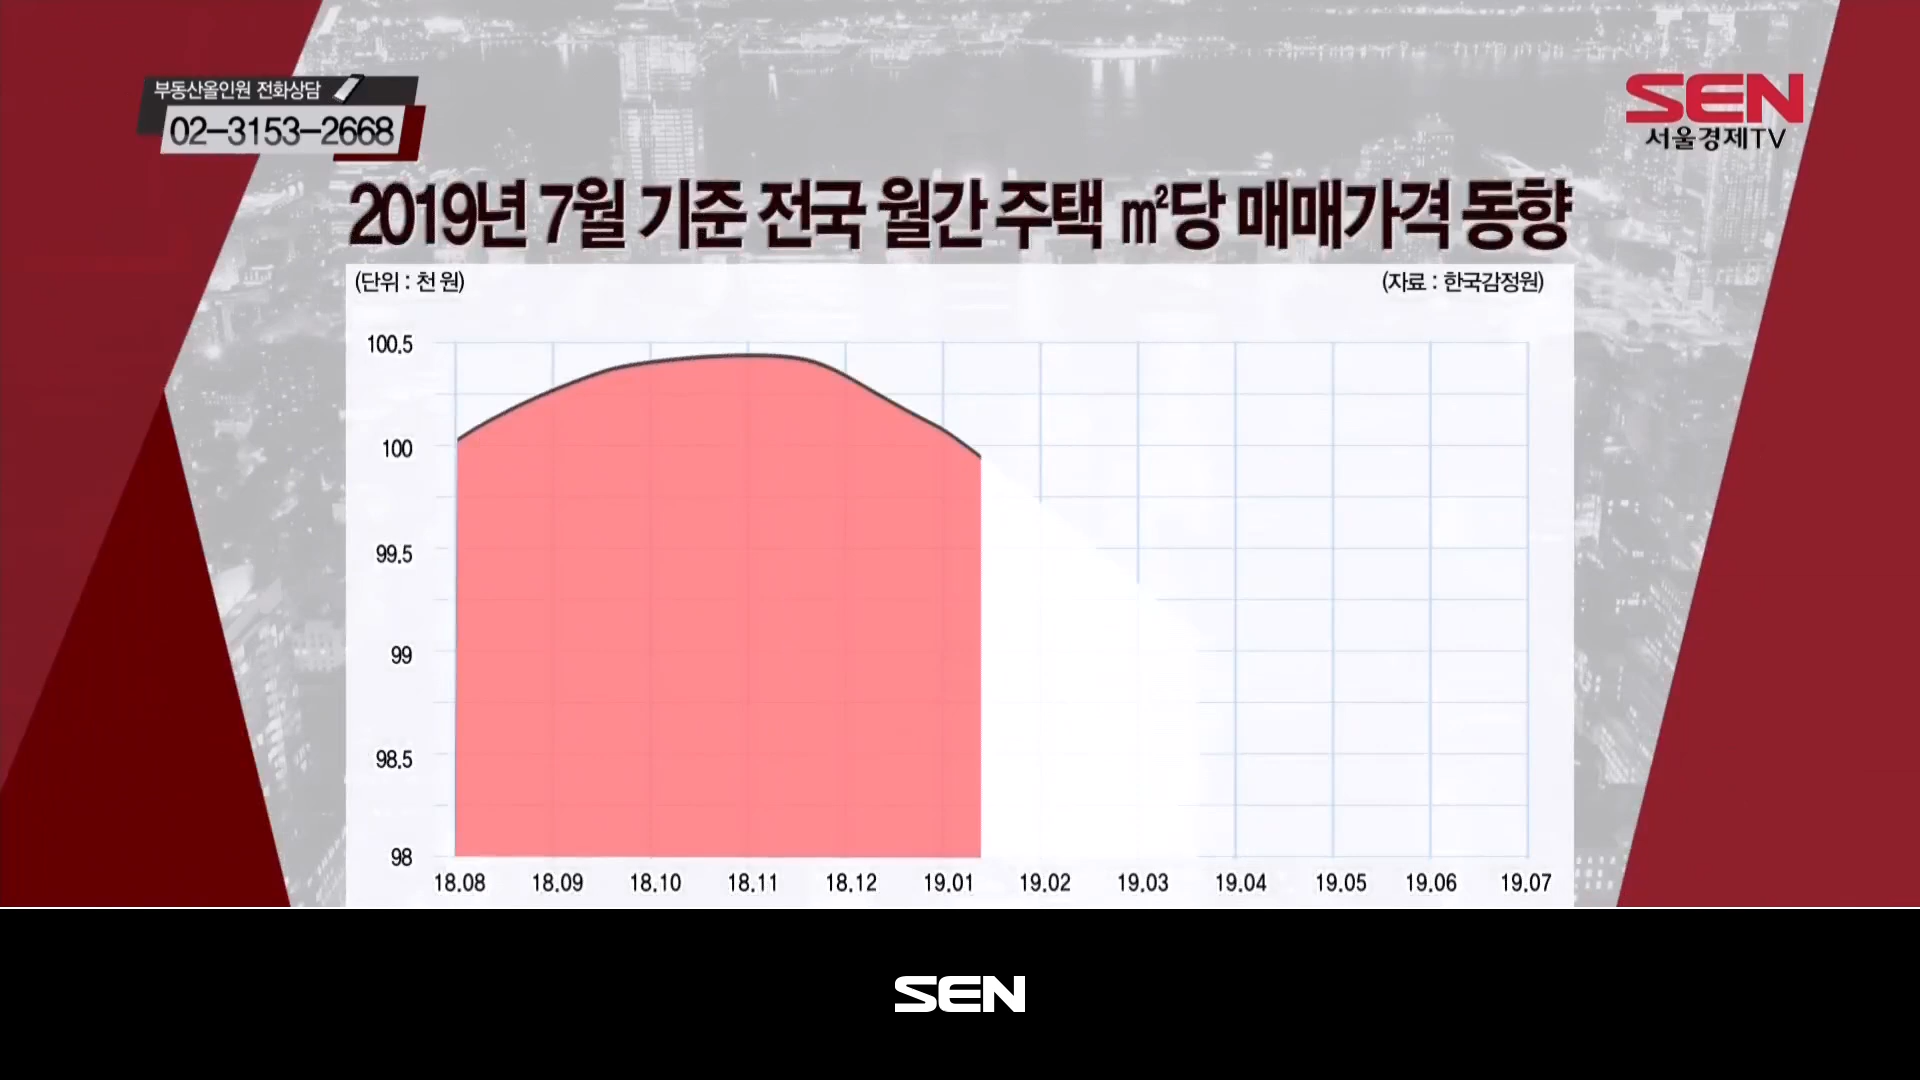 부동산올인원 전화상담
02-3153-2668
SEN
서울경제TV
2019년 7월 기준 전국 월간 주택 ㎡당 매매가격 동향
(단위 : 천 원)
(자료 : 한국감정원)
100.5
100
99.5
99
98.5
98
18.08 18.09 18.10 18.11 18.12 19.01 19.02 19.03 19.04 19.05 19.06 19.07
SEN